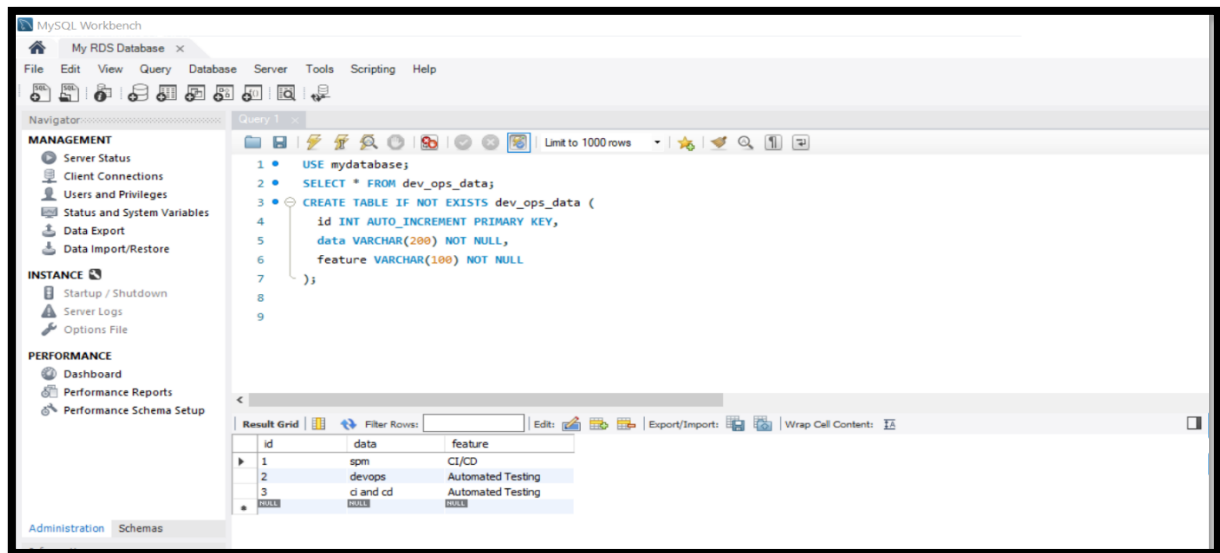 MySQL Workbench
My RDS Database ×
File Edit View Query Database Server Tools Scripting Help
Navigator
Query 1 ×
MANAGEMENT
Server Status
Client Connections
Users and Privileges
Status and System Variables
Data Export
Data Import/Restore
INSTANCE
Startup / Shutdown
Server Logs
Options File
PERFORMANCE
Dashboard
Performance Reports
Performance Schema Setup
Administration Schemas
Limit to 1000 rows
1 USE mydatabase;
2 SELECT * FROM dev_ops_data;
3 CREATE TABLE IF NOT EXISTS dev_ops_data (
4 id INT AUTO_INCREMENT PRIMARY KEY,
5 data VARCHAR(200) NOT NULL,
6 feature VARCHAR(100) NOT NULL
7 );
8
9
Result Grid Filter Rows: Edit: Export/Import: Wrap Cell Content:
id data feature
1 spm CI/CD
2 devops Automated Testing
3 ci and cd Automated Testing
NULL NULL NULL